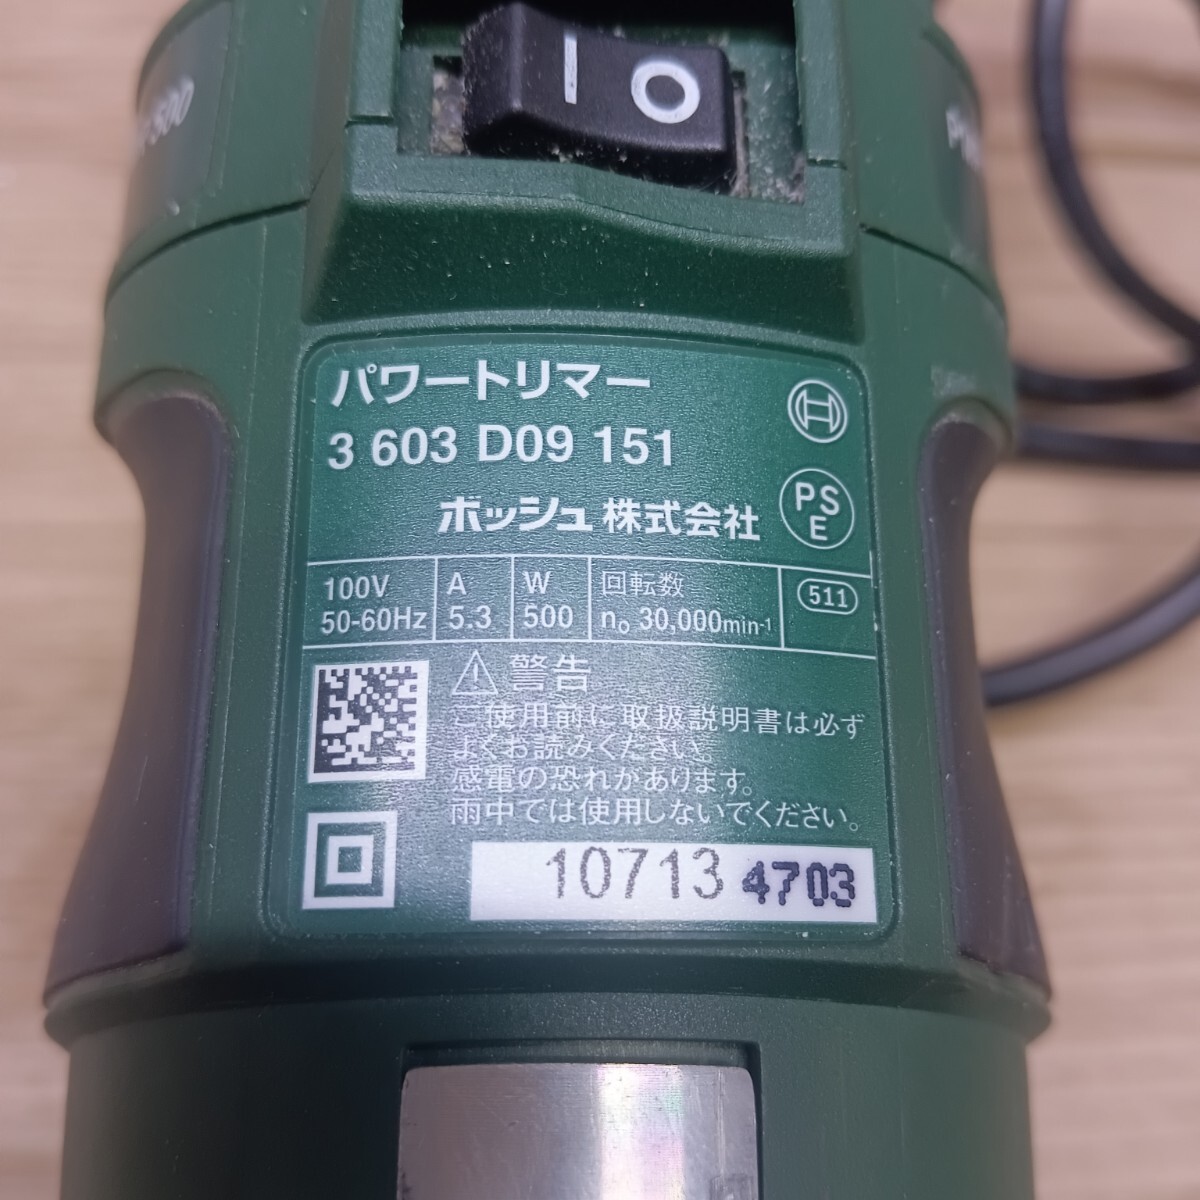 パワートリマー
3 603 D09 151
ボッシュ株式会社
PS
E
100V
50-60Hz
A
5.3
W
500
回転数
n₀ 30,000min⁻¹
511
警告
ご使用前に取扱説明書は必ず
よくお読みください。
感電の恐れがあります。
雨中では使用しないでください。
10713 4703